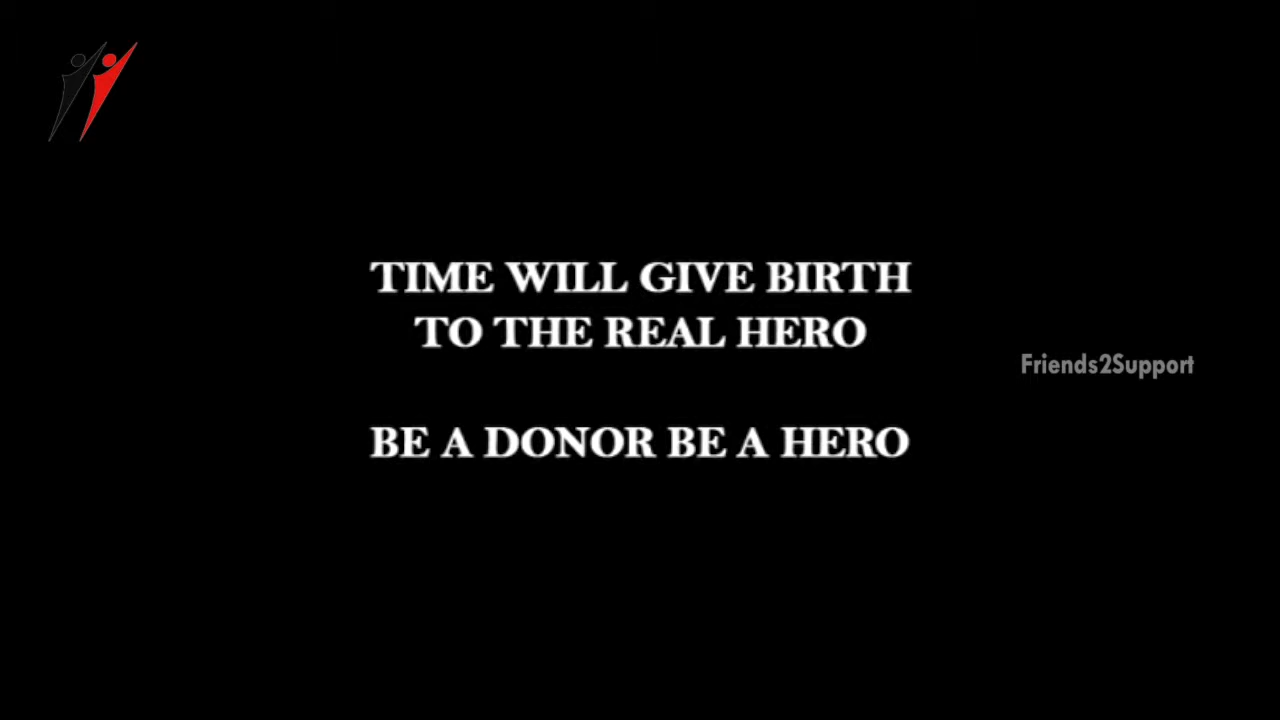 TIME WILL GIVE BIRTH
TO THE REAL HERO
Friends2Support
BE A DONOR BE A HERO